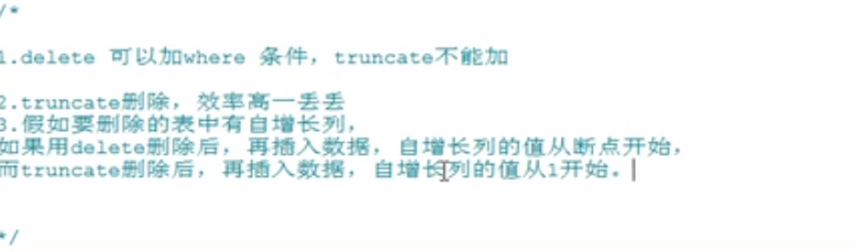 /*
1.delete 可以加where 条件，truncate不能加
2.truncate删除，效率高一丢丢
3.假如要删除的表中有自增长列，
如果用delete删除后，再插入数据，自增长列的值从断点开始，
而truncate删除后，再插入数据，自增长列的值从1开始。
*/